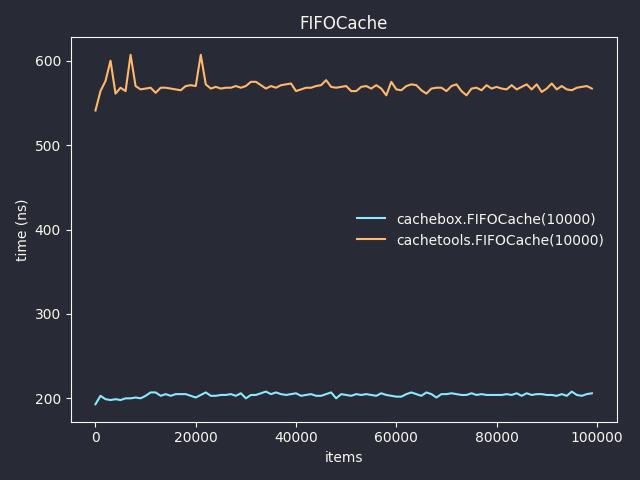 FIFOCache
600
500
400
300
200
time (ns)
cachebox.FIFOCache(10000)
cachetools.FIFOCache(10000)
0 20000 40000 60000 80000 100000
items